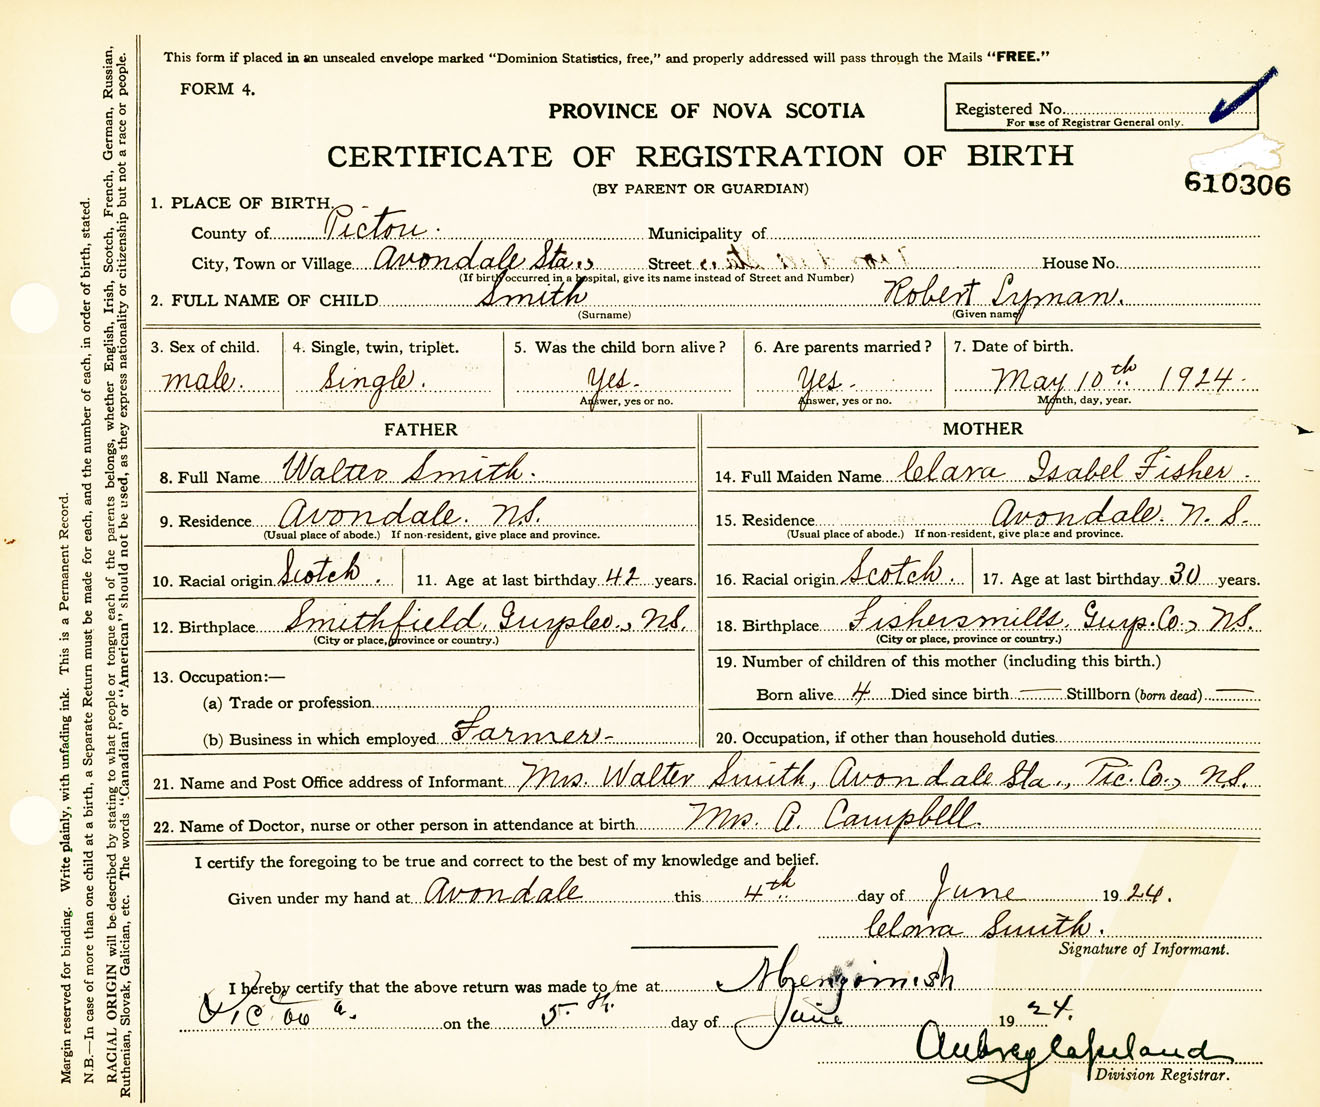 This form if placed in an unsealed envelope marked "Dominion Statistics, free," and properly addressed will pass through the Mails "FREE."
FORM 4.
Registered No.
For use of Registrar General only.
PROVINCE OF NOVA SCOTIA
CERTIFICATE OF REGISTRATION OF BIRTH
(BY PARENT OR GUARDIAN)
610306
1. PLACE OF BIRTH.
County of Pictou. Municipality of
City, Town or Village Avondale Sta., Street House No.
(If birth occurred in a hospital, give its name instead of Street and Number)
2. FULL NAME OF CHILD Smith Robert Lyman.
(Surname) (Given name)
3. Sex of child. 4. Single, twin, triplet. 5. Was the child born alive? 6. Are parents married? 7. Date of birth.
male. Single. Yes. Yes. May 10th. 1924.
Answer, yes or no. Answer, yes or no. Month, day, year.
FATHER MOTHER
8. Full Name Walter Smith. 14. Full Maiden Name Clara Isabel Fisher.
9. Residence Avondale. N.S. 15. Residence Avondale. N. S.
(Usual place of abode.) If non-resident, give place and province. (Usual place of abode.) If non-resident, give place and province.
10. Racial origin Scotch. 11. Age at last birthday 42 years. 16. Racial origin Scotch. 17. Age at last birthday 30 years.
12. Birthplace Smithfield, Guys Co., N.S. 18. Birthplace Fishersmills, Guys. Co., N.S.
(City or place, province or country.) (City or place, province or country.)
13. Occupation:— 19. Number of children of this mother (including this birth.)
(a) Trade or profession Born alive 4 Died since birth — Stillborn (born dead) —
(b) Business in which employed Farmer- 20. Occupation, if other than household duties
21. Name and Post Office address of Informant Mrs. Walter Smith, Avondale Sta., Pic. Co., N.S.
22. Name of Doctor, nurse or other person in attendance at birth Mrs. A. Campbell.
I certify the foregoing to be true and correct to the best of my knowledge and belief.
Given under my hand at Avondale this 4th day of June 1924.
Clara Smith.
Signature of Informant.
I hereby certify that the above return was made to me at Merigomish
Pic Co on the 5th. day of June 1924.
Aubrey Copeland
Division Registrar.
Margin reserved for binding. Write plainly, with unfading ink. This is a Permanent Record.
N.B.—In case of more than one child at a birth, a Separate Return must be made for each, and the number of each, in order of birth, stated.
RACIAL ORIGIN will be described by stating to what people or tongue each of the parents belongs, whether English, Irish, Scotch, French, German, Russian,
Ruthenian, Slovak, Galician, etc. The words "Canadian" or "American" should not be used, as they express nationality or citizenship but not a race or people.